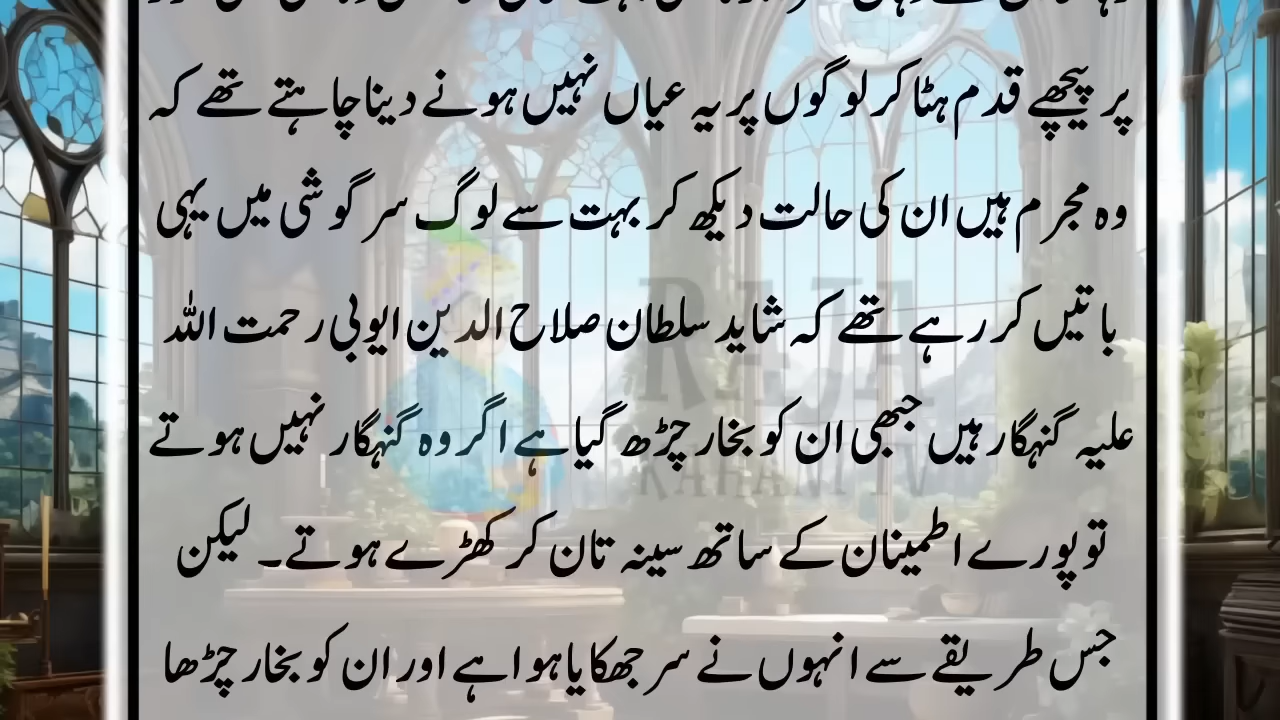 پر پیچھے قدم ہٹا کر لوگوں پر یہ عیاں نہیں ہونے دینا چاہتے تھے کہ
وہ مجرم ہیں ان کی حالت دیکھ کر بہت سے لوگ سرگوشی میں یہی
باتیں کر رہے تھے کہ شاید سلطان صلاح الدین ایوبی رحمت اللہ
علیہ گنہگار ہیں جبھی ان کو بخار چڑھ گیا ہے اگر وہ گنہگار نہیں ہوتے
تو پورے اطمینان کے ساتھ سینہ تان کر کھڑے ہوتے۔ لیکن
جس طریقے سے انہوں نے سر جھکایا ہوا ہے اور ان کو بخار چڑھا
RAJA
KAHANI TV